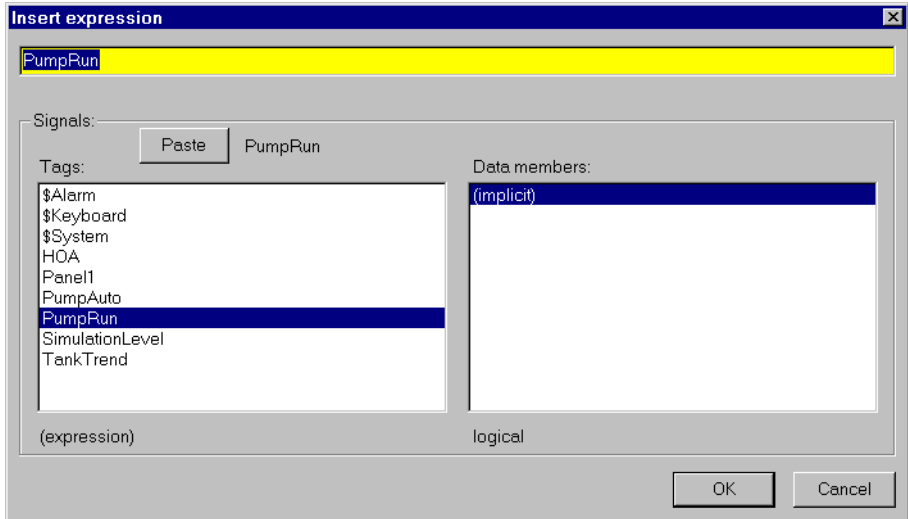 Insert expression
PumpRun
Signals:
Paste PumpRun
Tags:
Data members:
$Alarm
$Keyboard
$System
HOA
Panel1
PumpAuto
PumpRun
SimulationLevel
TankTrend
(implicit)
(expression)
logical
OK
Cancel